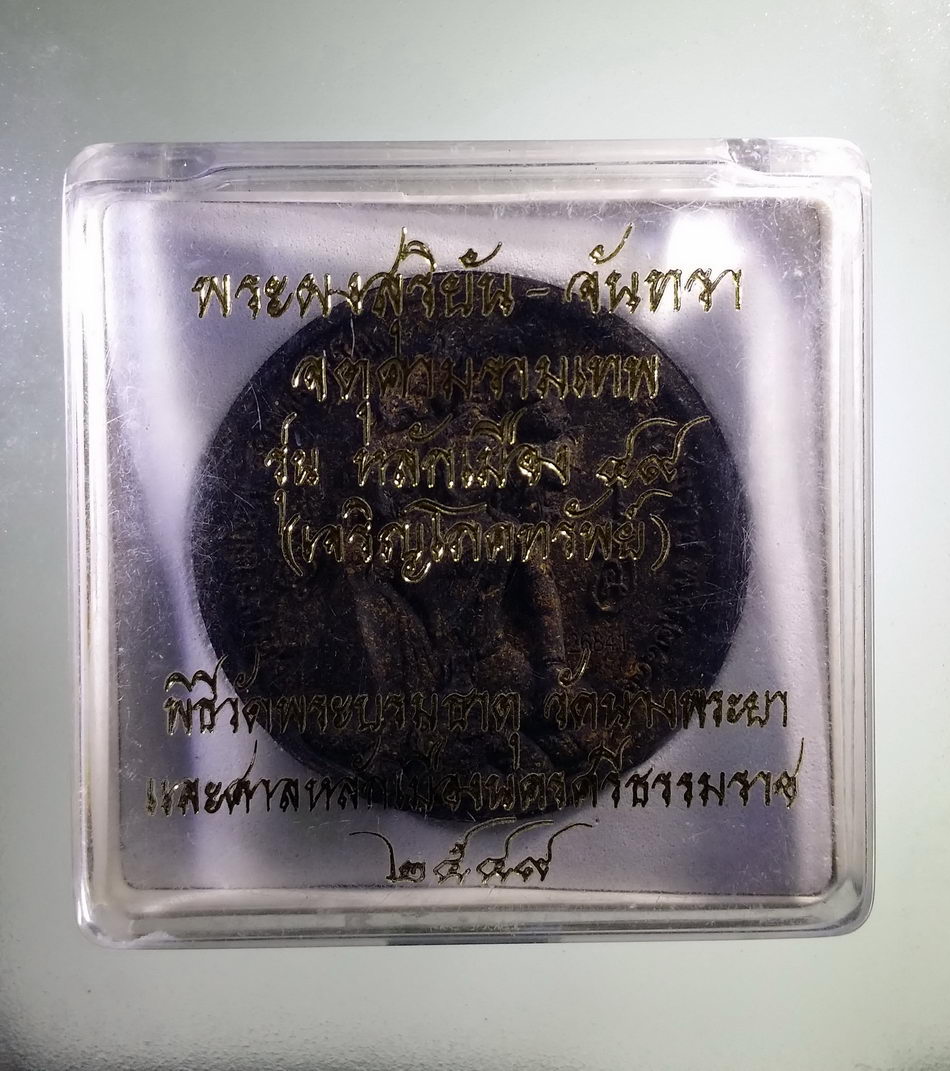 พระผงสุริยัน - จันทรา
จตุคามรามเทพ
รุ่น หลักเมือง ๔๙
(เจริญโภคทรัพย์)
พิธีวัดพระบรมธาตุ วัดนางพระยา
และศาลหลักเมืองนครศรีธรรมราช
๒๕๔๙